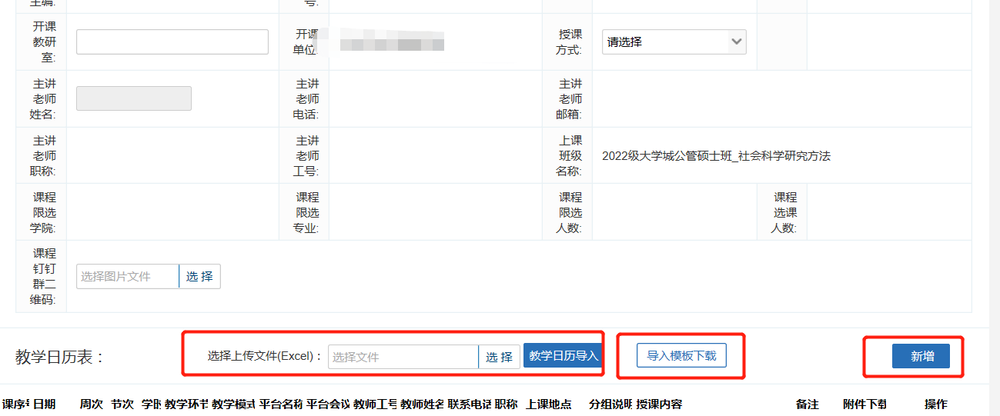 主编:
号:
开课
教研
室:
开课
单位:
授课
方式:
请选择
主讲
老师
姓名:
主讲
老师
电话:
主讲
老师
邮箱:
主讲
老师
职称:
主讲
老师
工号:
上课
班级
名称:
2022级大学城公管硕士班_社会科学研究方法
课程
限选
学院:
课程
限选
专业:
课程
限选
人数:
课程
选课
人数:
课程
钉钉
群二
维码:
选择图片文件 选 择
教学日历表： 选择上传文件(Excel)： 选择文件 选 择 教学日历导入 导入模板下载 新增
课序 日期 周次 节次 学 教学环节 教学模式 平台名称 平台会议 教师工号 教师姓名 联系电话 职称 上课地点 分组说明 授课内容 备注 附件下载 操作